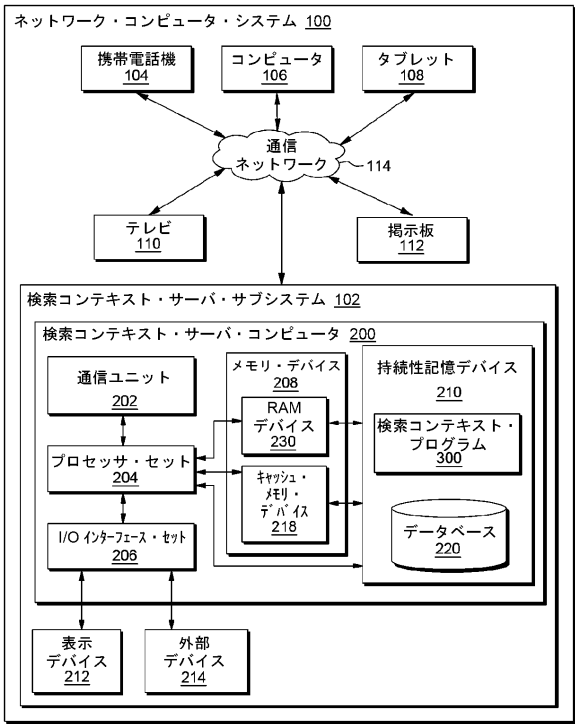 ネットワーク・コンピュータ・システム 100
携帯電話機
104
コンピュータ
106
タブレット
108
通信
ネットワーク
114
テレビ
110
掲示板
112
検索コンテキスト・サーバ・サブシステム 102
検索コンテキスト・サーバ・コンピュータ 200
通信ユニット
202
プロセッサ・セット
204
I/O インターフェース・セット
206
メモリ・デバイス
208
RAM
デバイス
230
キャッシュ・
メモリ・
デバイス
218
持続性記憶デバイス
210
検索コンテキスト・
プログラム
300
データベース
220
表示
デバイス
212
外部
デバイス
214